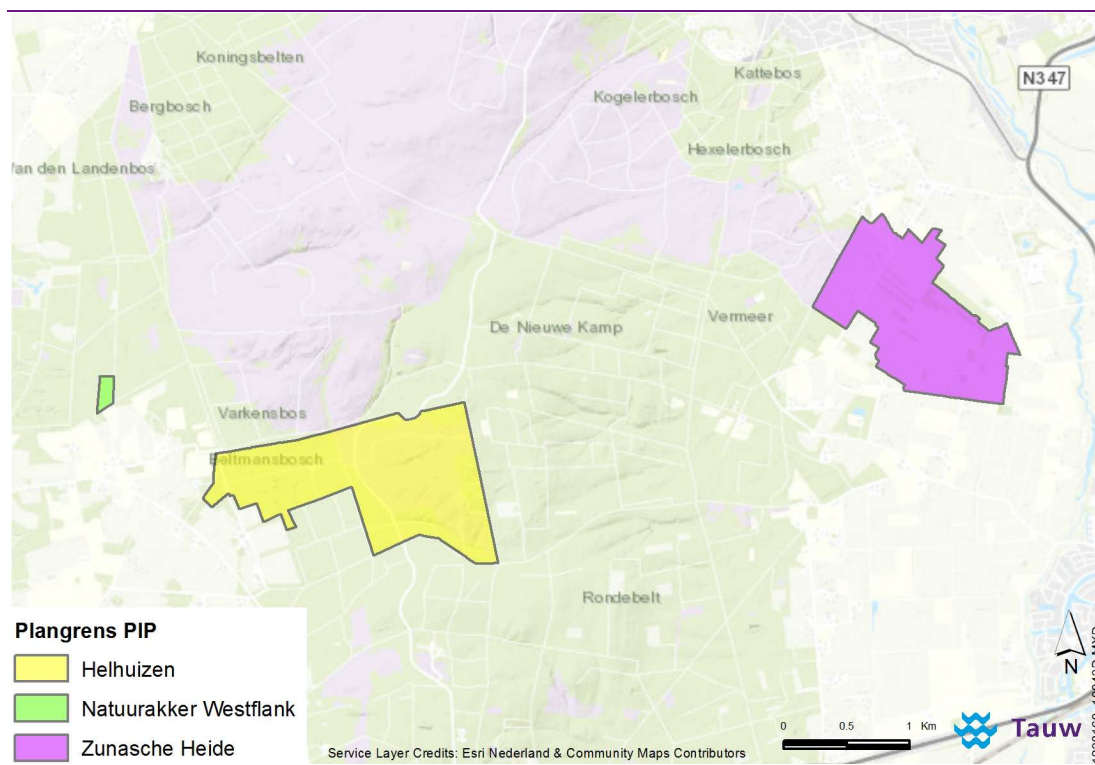 Koningsbelten
Kattebos
N347
Kogelerbosch
Bergbosch
Hexelerbosch
Van den Landenbos
De Nieuwe Kamp
Vermeer
Varkensbos
Beltmansbosch
Rondebelt
Plangrens PIP
Helhuizen
Natuurakker Westflank
Zunasche Heide
Service Layer Credits: Esri Nederland & Community Maps Contributors
0 0.5 1 Km
N
Tauw